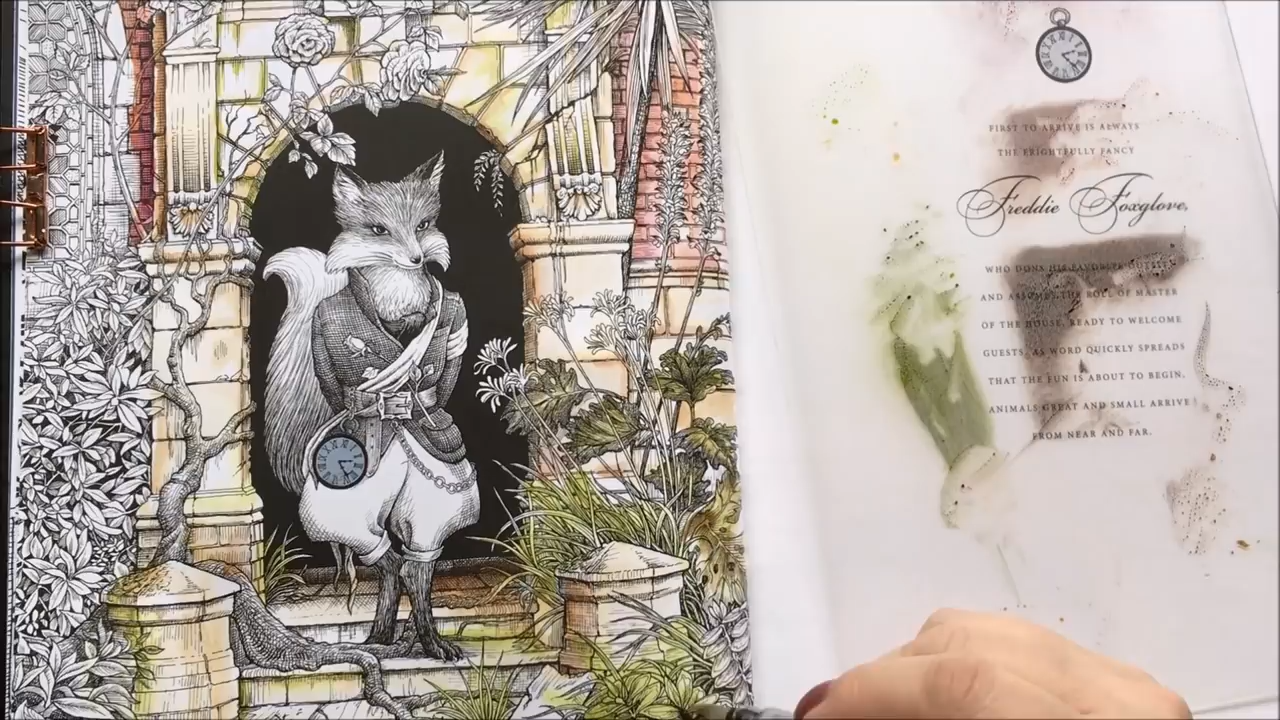 FIRST TO ARRIVE IS ALWAYS
THE FRIGHTFULLY FANCY
Freddie Foxglove,
WHO DONS HIS FAVORITE
AND ASSUMES THE ROLE OF MASTER
OF THE HOUSE, READY TO WELCOME
GUESTS. AS WORD QUICKLY SPREADS
THAT THE FUN IS ABOUT TO BEGIN,
ANIMALS GREAT AND SMALL ARRIVE
FROM NEAR AND FAR.